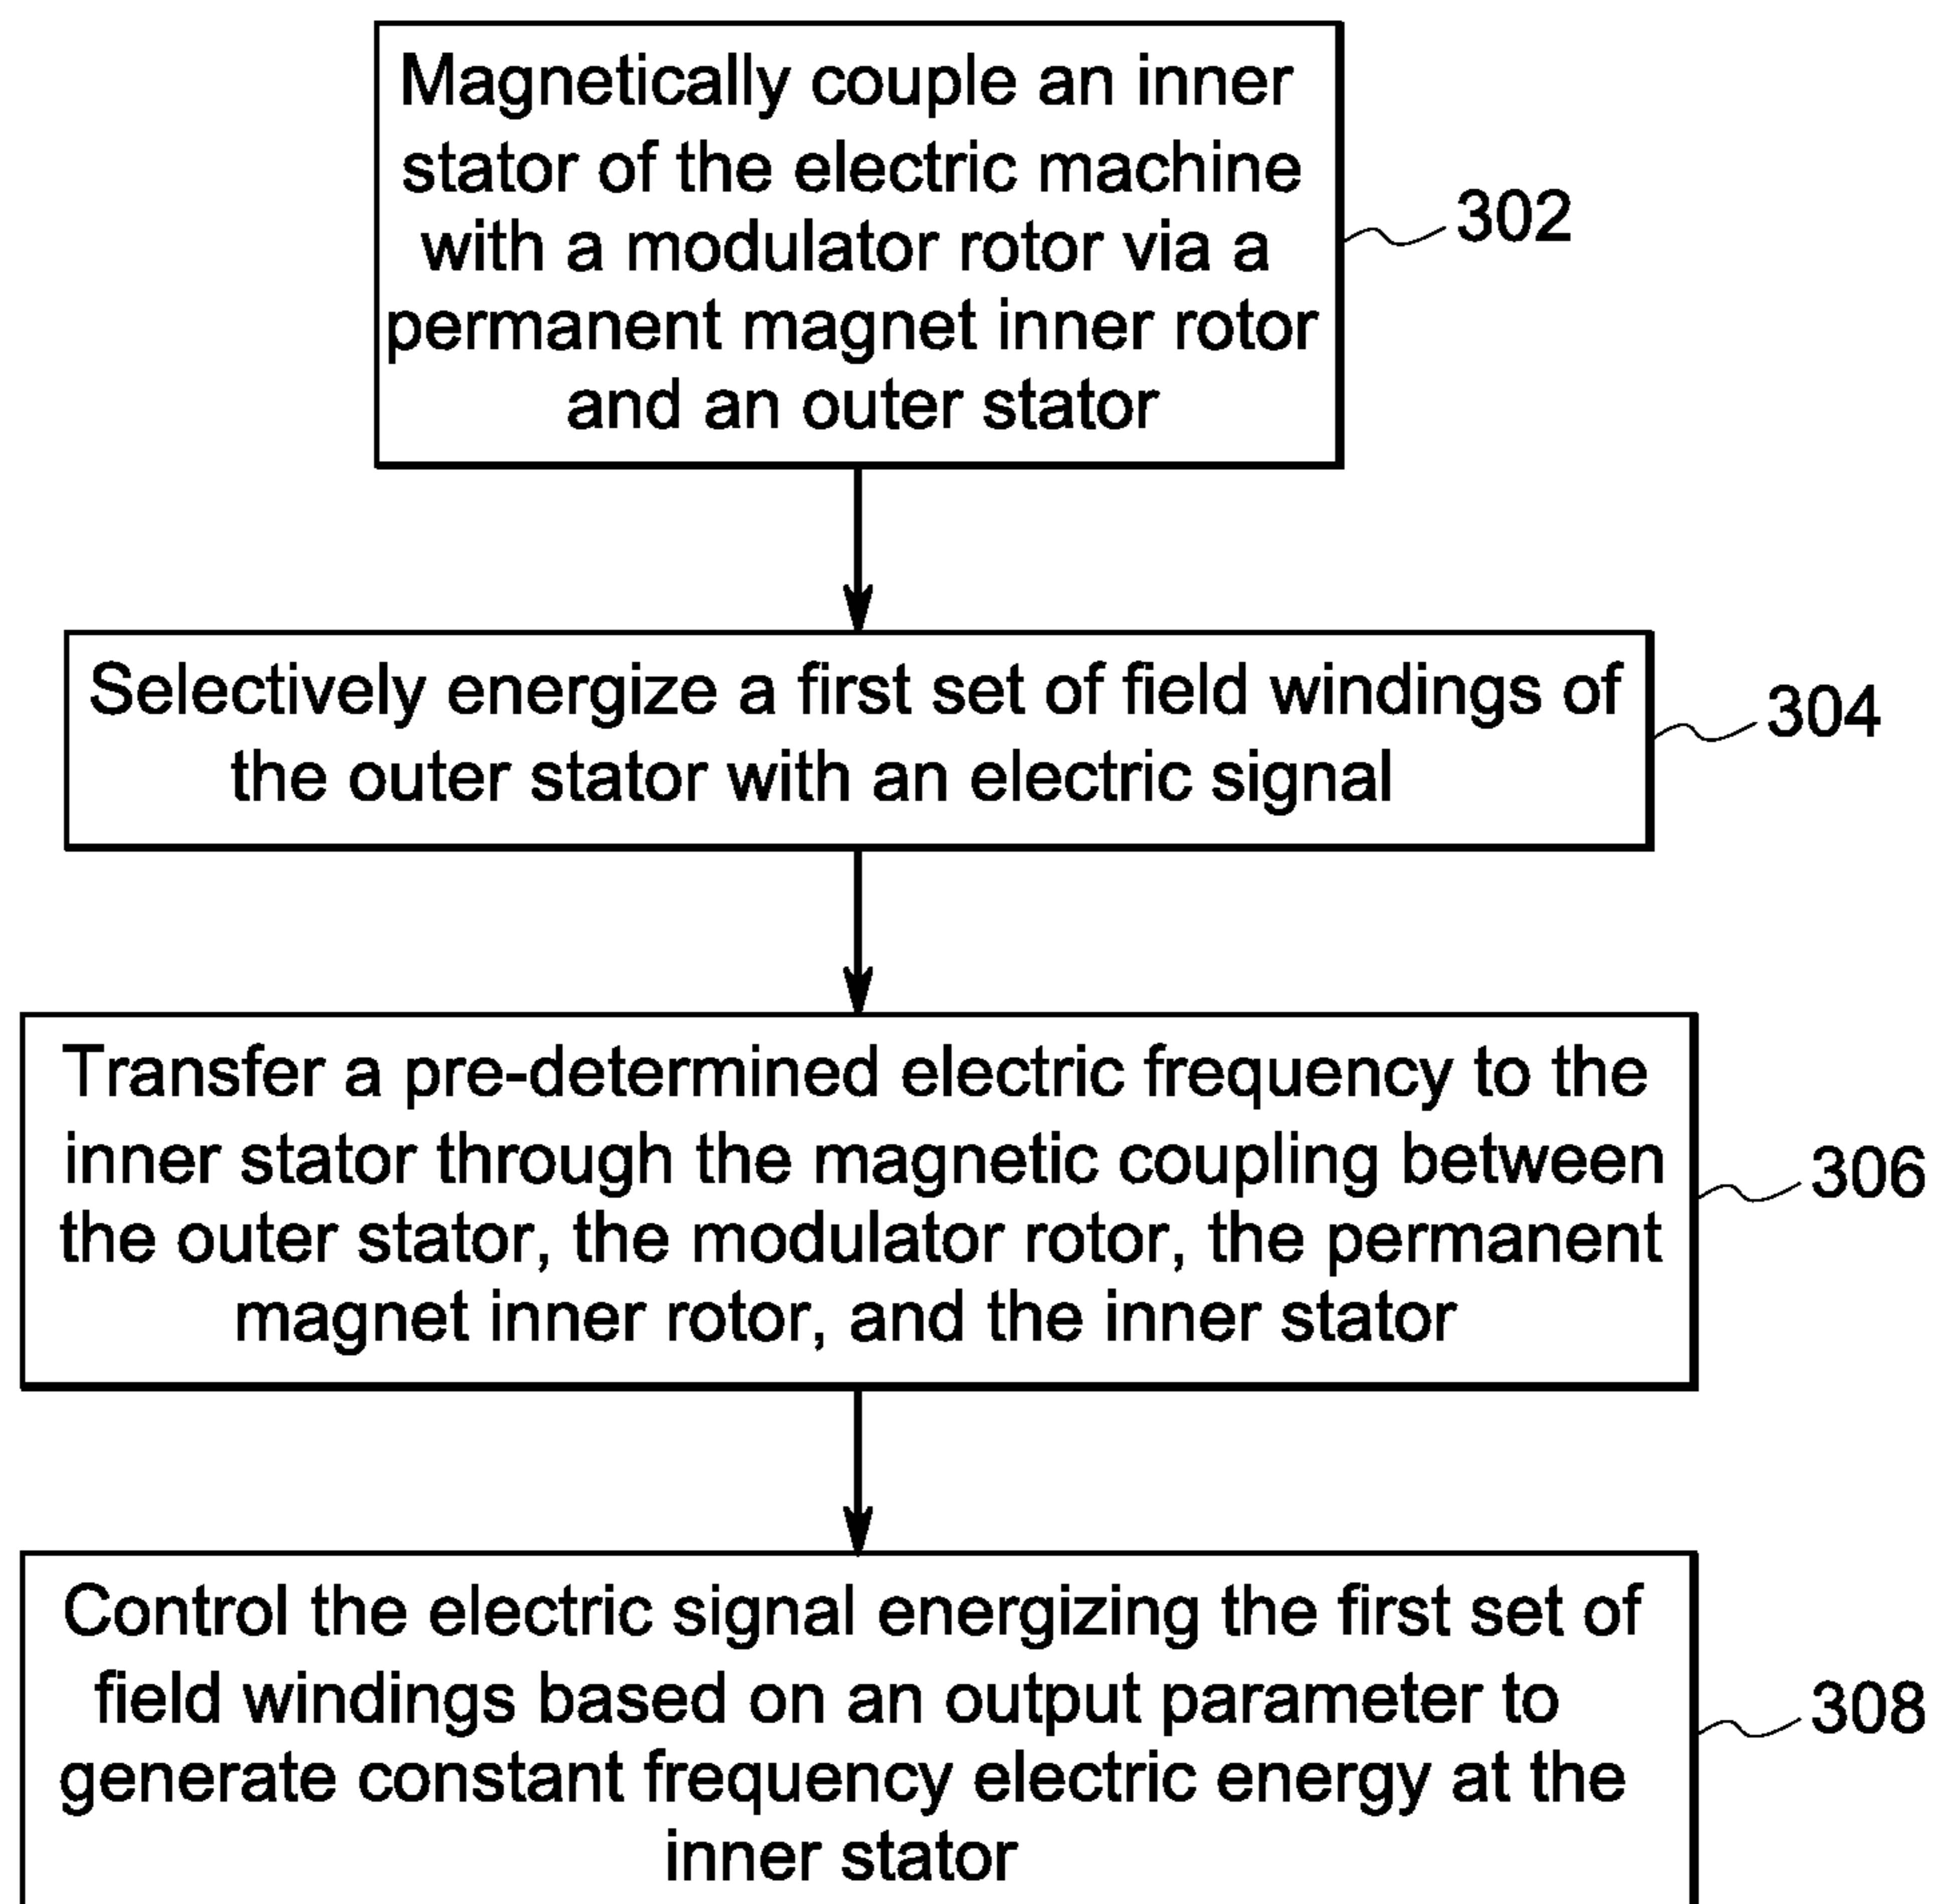 Magnetically couple an inner
stator of the electric machine
with a modulator rotor via a
permanent magnet inner rotor
and an outer stator
302
Selectively energize a first set of field windings of
the outer stator with an electric signal
304
Transfer a pre-determined electric frequency to the
inner stator through the magnetic coupling between
the outer stator, the modulator rotor, the permanent
magnet inner rotor, and the inner stator
306
Control the electric signal energizing the first set of
field windings based on an output parameter to
generate constant frequency electric energy at the
inner stator
308